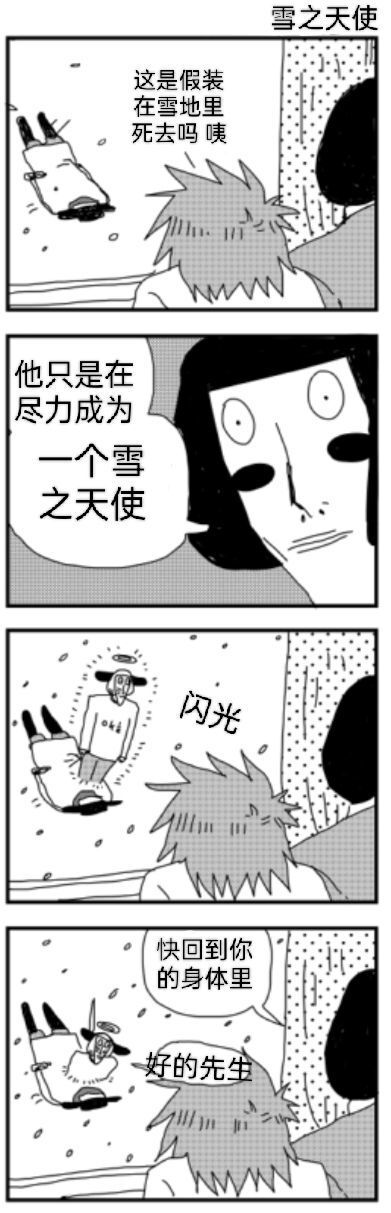 雪之天使
这是假装
在雪地里
死去吗 咦
他只是在
尽力成为
一个雪
之天使
oké
闪光
快回到你
的身体里
好的先生